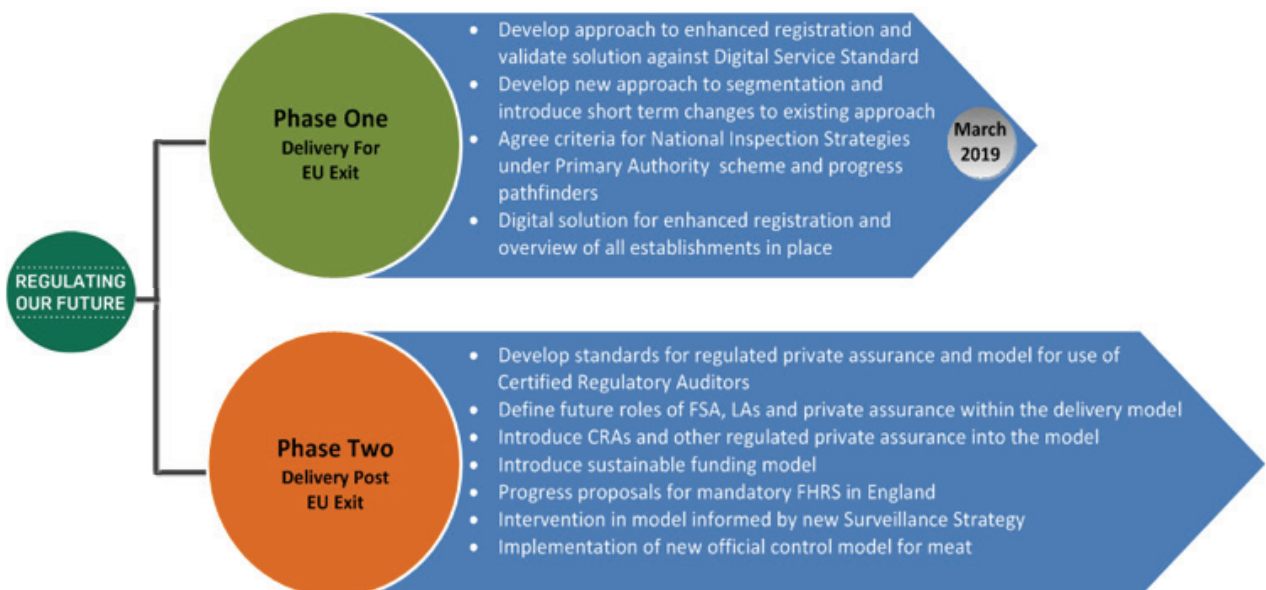 REGULATING
OUR FUTURE
Phase One
Delivery For
EU Exit
• Develop approach to enhanced registration and
validate solution against Digital Service Standard
• Develop new approach to segmentation and
introduce short term changes to existing approach
• Agree criteria for National Inspection Strategies
under Primary Authority scheme and progress
pathfinders
• Digital solution for enhanced registration and
overview of all establishments in place
March
2019
Phase Two
Delivery Post
EU Exit
• Develop standards for regulated private assurance and model for use of
Certified Regulatory Auditors
• Define future roles of FSA, LAs and private assurance within the delivery model
• Introduce CRAs and other regulated private assurance into the model
• Introduce sustainable funding model
• Progress proposals for mandatory FHRS in England
• Intervention in model informed by new Surveillance Strategy
• Implementation of new official control model for meat